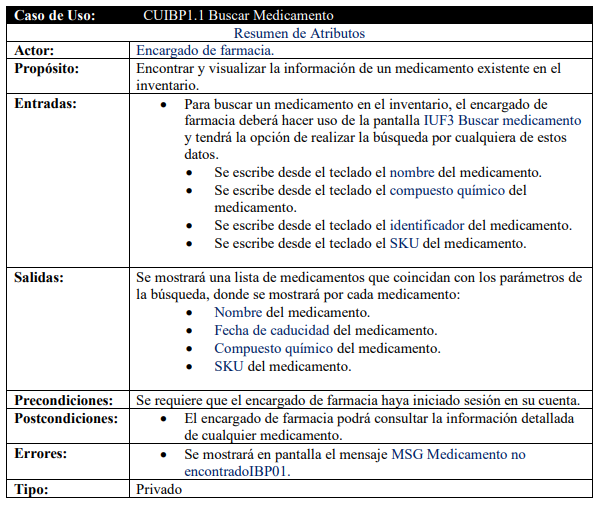 Caso de Uso: CUIBP1.1 Buscar Medicamento
Resumen de Atributos
Actor: Encargado de farmacia.
Propósito: Encontrar y visualizar la información de un medicamento existente en el
inventario.
Entradas: • Para buscar un medicamento en el inventario, el encargado de
farmacia deberá hacer uso de la pantalla IUF3 Buscar medicamento
y tendrá la opción de realizar la búsqueda por cualquiera de estos
datos.
• Se escribe desde el teclado el nombre del medicamento.
• Se escribe desde el teclado el compuesto químico del
medicamento.
• Se escribe desde el teclado el identificador del medicamento.
• Se escribe desde el teclado el SKU del medicamento.
Salidas: Se mostrará una lista de medicamentos que coincidan con los parámetros de
la búsqueda, donde se mostrará por cada medicamento:
• Nombre del medicamento.
• Fecha de caducidad del medicamento.
• Compuesto químico del medicamento.
• SKU del medicamento.
Precondiciones: Se requiere que el encargado de farmacia haya iniciado sesión en su cuenta.
Postcondiciones: • El encargado de farmacia podrá consultar la información detallada
de cualquier medicamento.
Errores: • Se mostrará en pantalla el mensaje MSG Medicamento no
encontradoIBP01.
Tipo: Privado